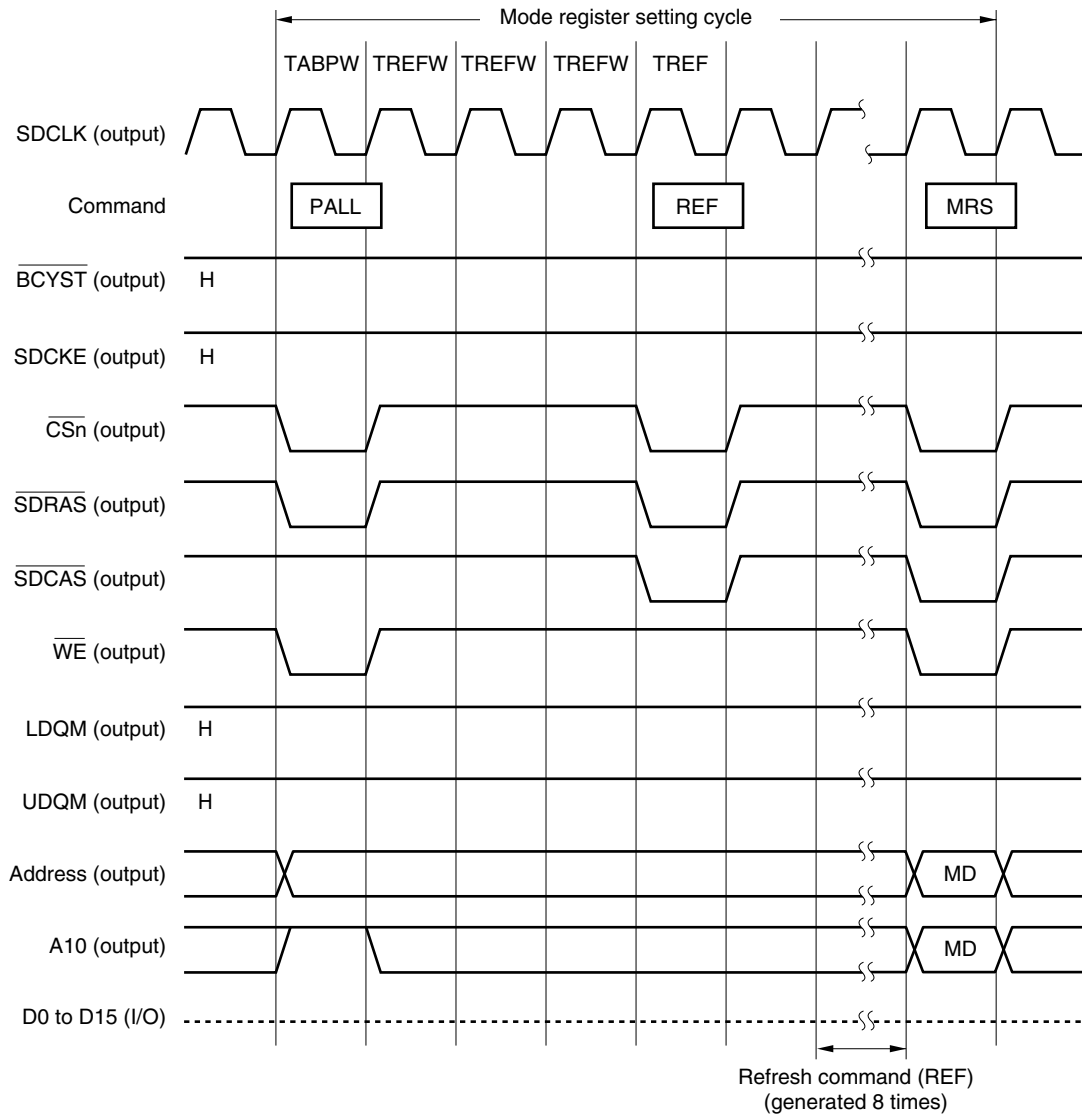 Mode register setting cycle
TABPW TREFW TREFW TREFW TREF
SDCLK (output)
Command PALL REF MRS
BCYST (output) H
SDCKE (output) H
CSn (output)
SDRAS (output)
SDCAS (output)
WE (output)
LDQM (output) H
UDQM (output) H
Address (output) MD
A10 (output) MD
D0 to D15 (I/O)
Refresh command (REF)
(generated 8 times)